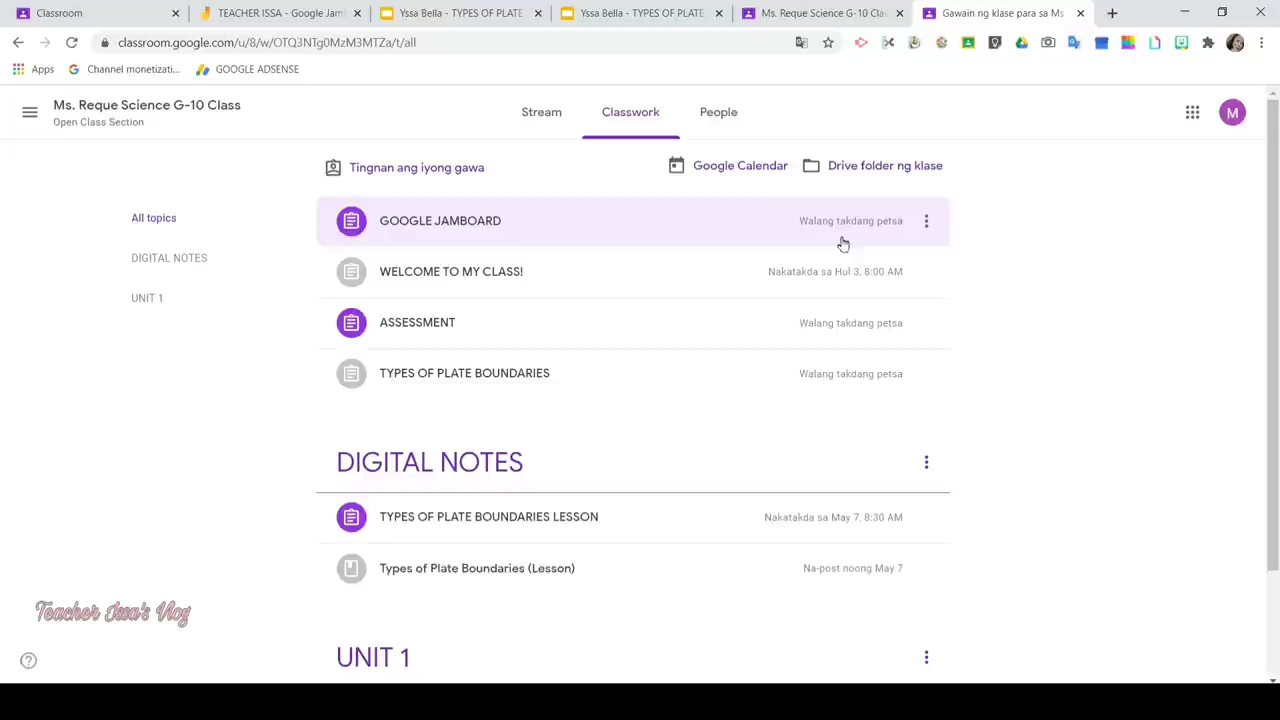 Classroom
TEACHER ISSA - Google Jam
Yssa Bella - TYPES OF PLATE
Yssa Bella - TYPES OF PLATE
Ms. Reque Science G-10 Clas
Gawain ng klase para sa Ms
classroom.google.com/u/8/w/OTQ3NTg0MzM3MTZa/t/all
Apps
Channel monetizati...
GOOGLE ADSENSE
Ms. Reque Science G-10 Class
Open Class Section
Stream
Classwork
People
M
Tingnan ang iyong gawa
Google Calendar
Drive folder ng klase
All topics
DIGITAL NOTES
UNIT 1
GOOGLE JAMBOARD
Walang takdang petsa
WELCOME TO MY CLASS!
Nakatakda sa Hul 3, 8:00 AM
ASSESSMENT
Walang takdang petsa
TYPES OF PLATE BOUNDARIES
Walang takdang petsa
DIGITAL NOTES
TYPES OF PLATE BOUNDARIES LESSON
Nakatakda sa May 7, 8:30 AM
Types of Plate Boundaries (Lesson)
Na-post noong May 7
Teacher Issa's Vlog
UNIT 1